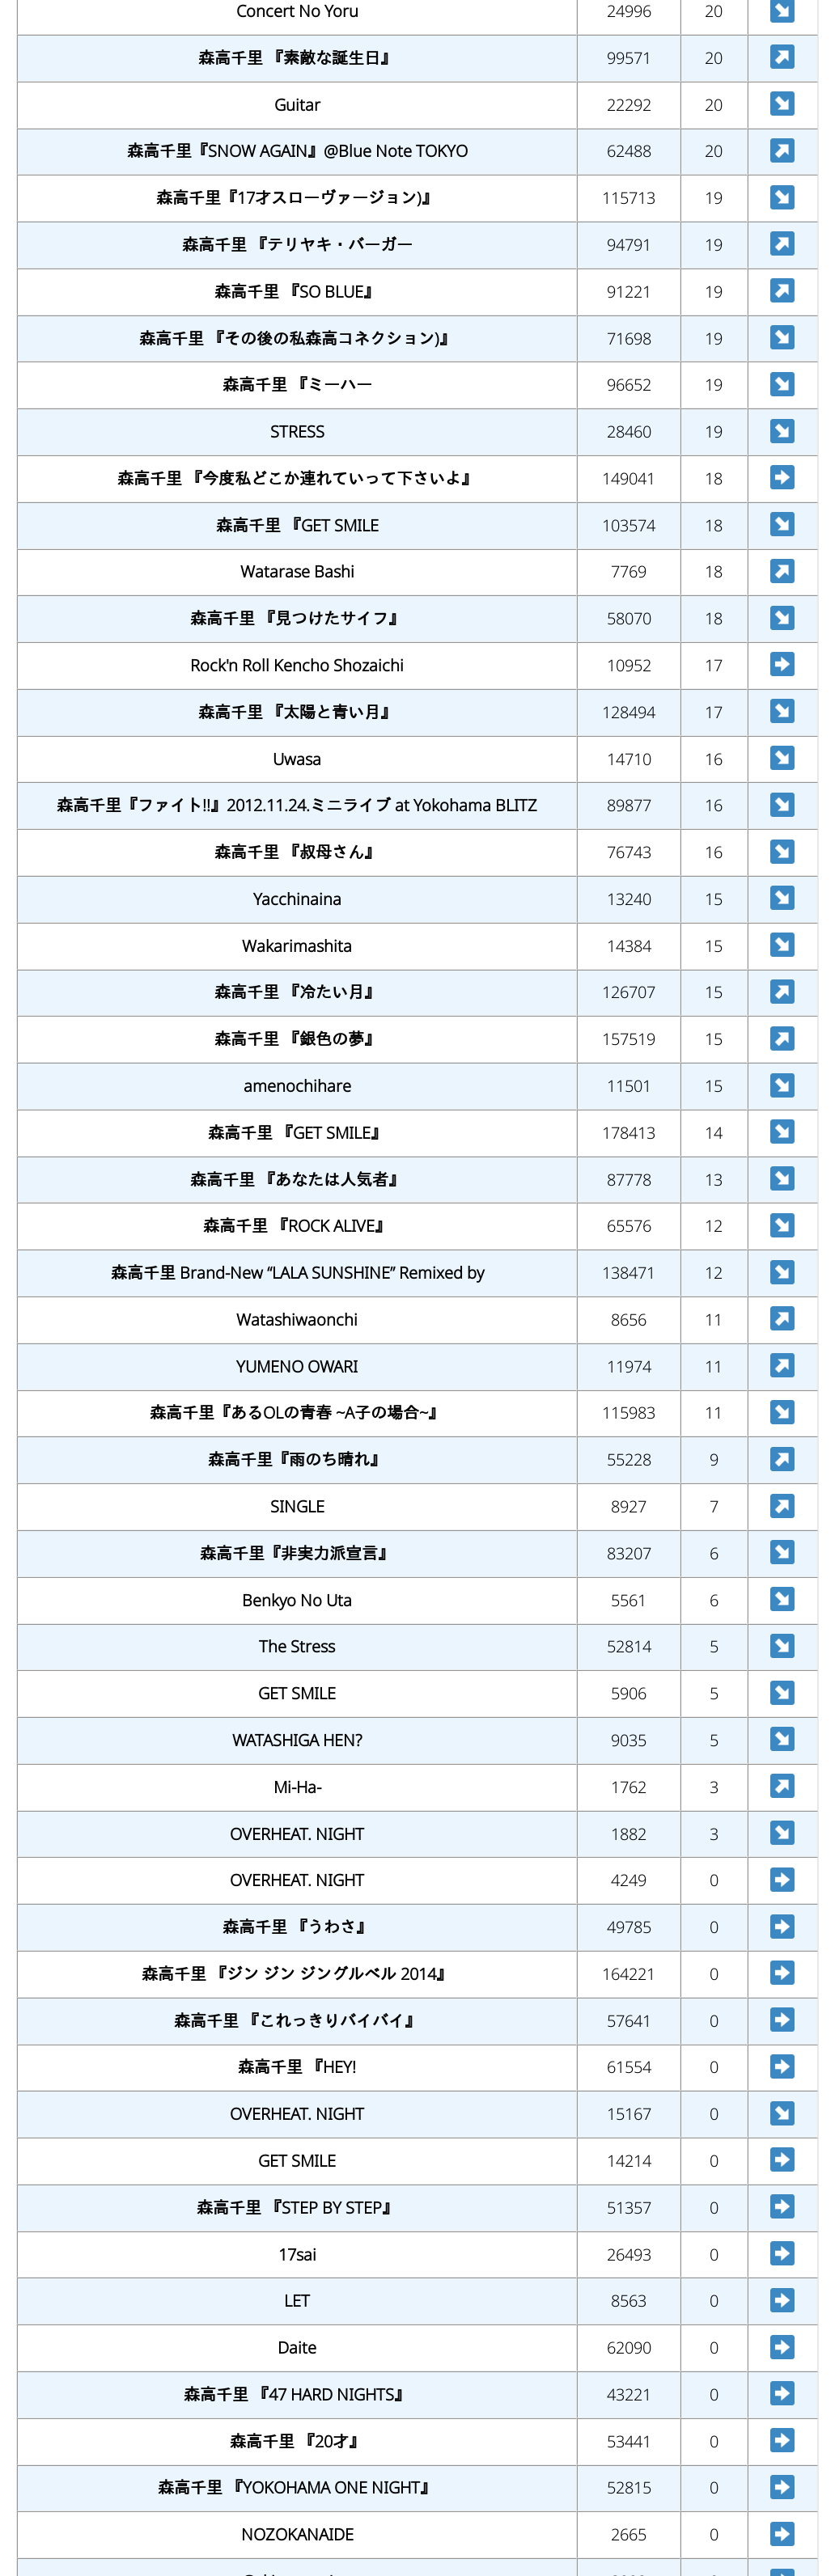 Concert No Yoru 24996 20
森高千里 『素敵な誕生日』 99571 20
Guitar 22292 20
森高千里『SNOW AGAIN』@Blue Note TOKYO 62488 20
森高千里『17才スローヴァージョン)』 115713 19
森高千里 『テリヤキ・バーガー 94791 19
森高千里 『SO BLUE』 91221 19
森高千里 『その後の私森高コネクション)』 71698 19
森高千里 『ミーハー 96652 19
STRESS 28460 19
森高千里 『今度私どこか連れていって下さいよ』 149041 18
森高千里 『GET SMILE 103574 18
Watarase Bashi 7769 18
森高千里 『見つけたサイフ』 58070 18
Rock'n Roll Kencho Shozaichi 10952 17
森高千里 『太陽と青い月』 128494 17
Uwasa 14710 16
森高千里『ファイト!!』2012.11.24.ミニライブ at Yokohama BLITZ 89877 16
森高千里 『叔母さん』 76743 16
Yacchinaina 13240 15
Wakarimashita 14384 15
森高千里 『冷たい月』 126707 15
森高千里 『銀色の夢』 157519 15
amenochihare 11501 15
森高千里 『GET SMILE』 178413 14
森高千里 『あなたは人気者』 87778 13
森高千里 『ROCK ALIVE』 65576 12
森高千里 Brand-New “LALA SUNSHINE” Remixed by 138471 12
Watashiwaonchi 8656 11
YUMENO OWARI 11974 11
森高千里『あるOLの青春 ~A子の場合~』 115983 11
森高千里『雨のち晴れ』 55228 9
SINGLE 8927 7
森高千里『非実力派宣言』 83207 6
Benkyo No Uta 5561 6
The Stress 52814 5
GET SMILE 5906 5
WATASHIGA HEN? 9035 5
Mi-Ha- 1762 3
OVERHEAT. NIGHT 1882 3
OVERHEAT. NIGHT 4249 0
森高千里 『うわさ』 49785 0
森高千里 『ジン ジン ジングルベル 2014』 164221 0
森高千里 『これっきりバイバイ』 57641 0
森高千里 『HEY! 61554 0
OVERHEAT. NIGHT 15167 0
GET SMILE 14214 0
森高千里 『STEP BY STEP』 51357 0
17sai 26493 0
LET 8563 0
Daite 62090 0
森高千里 『47 HARD NIGHTS』 43221 0
森高千里 『20才』 53441 0
森高千里 『YOKOHAMA ONE NIGHT』 52815 0
NOZOKANAIDE 2665 0